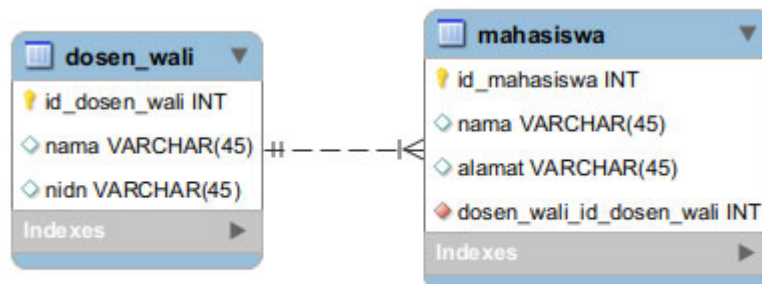 dosen_wali
id_dosen_wali INT
nama VARCHAR(45)
nidn VARCHAR(45)
Indexes
mahasiswa
id_mahasiswa INT
nama VARCHAR(45)
alamat VARCHAR(45)
dosen_wali_id_dosen_wali INT
Indexes